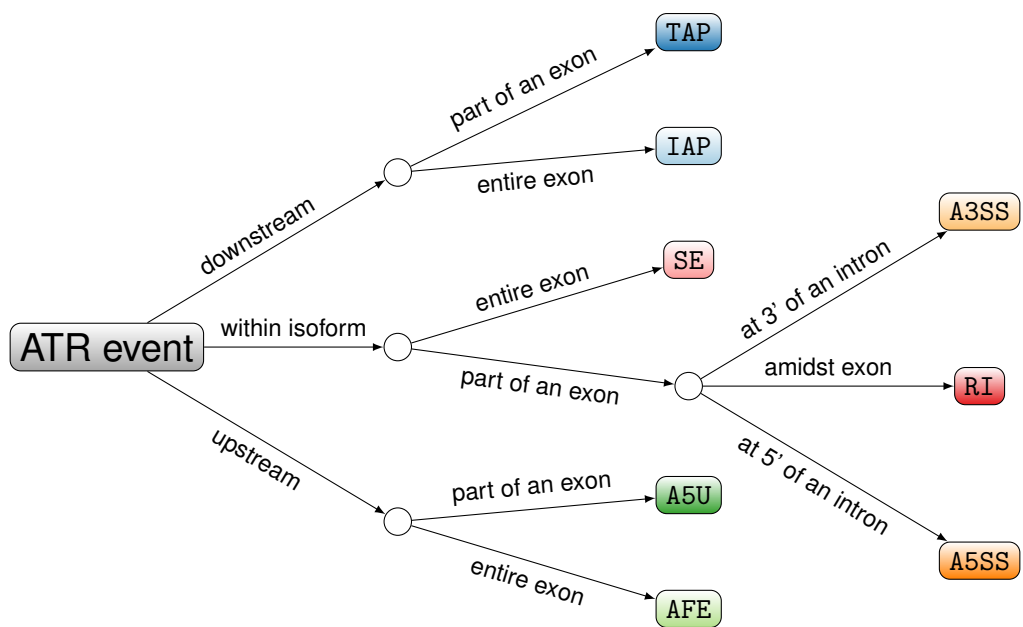 TAP
part of an exon
IAP
entire exon
downstream
A3SS
SE
entire exon
at 3' of an intron
ATR event
within isoform
part of an exon
amidst exon
RI
upstream
at 5' of an intron
part of an exon
A5U
A5SS
entire exon
AFE